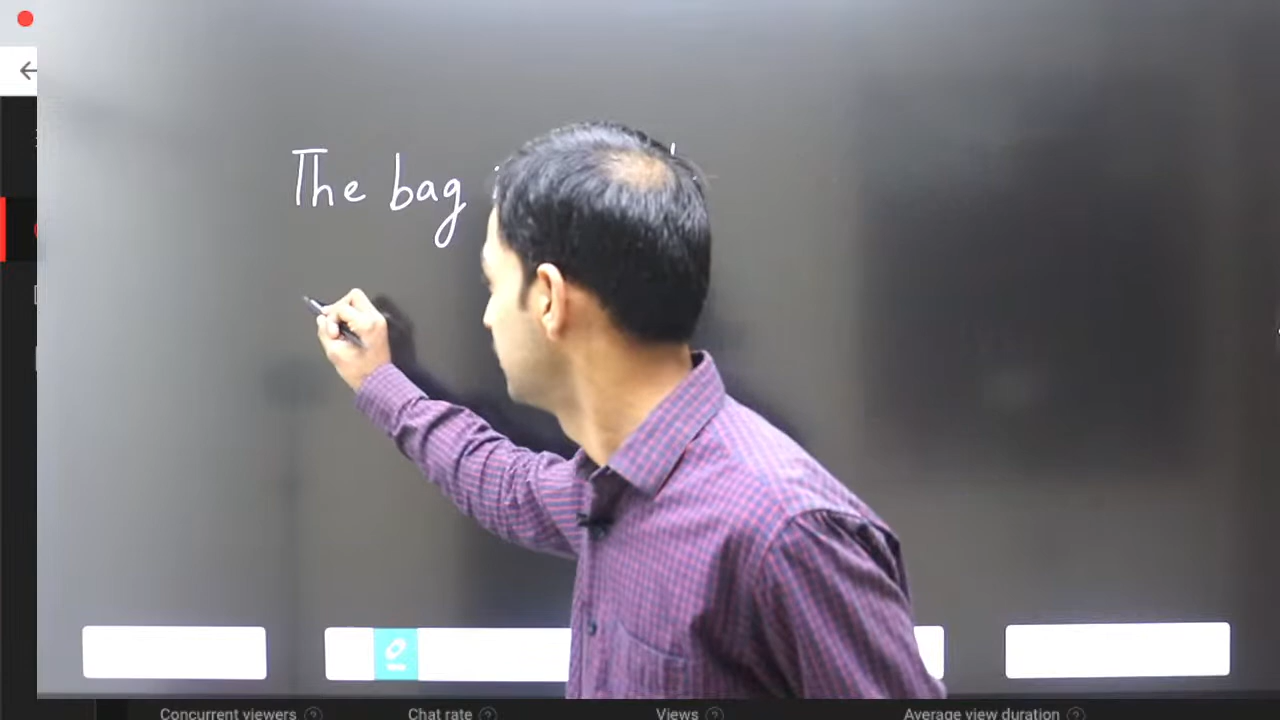 The bag
Concurrent viewers
Chat rate
Views
Average view duration